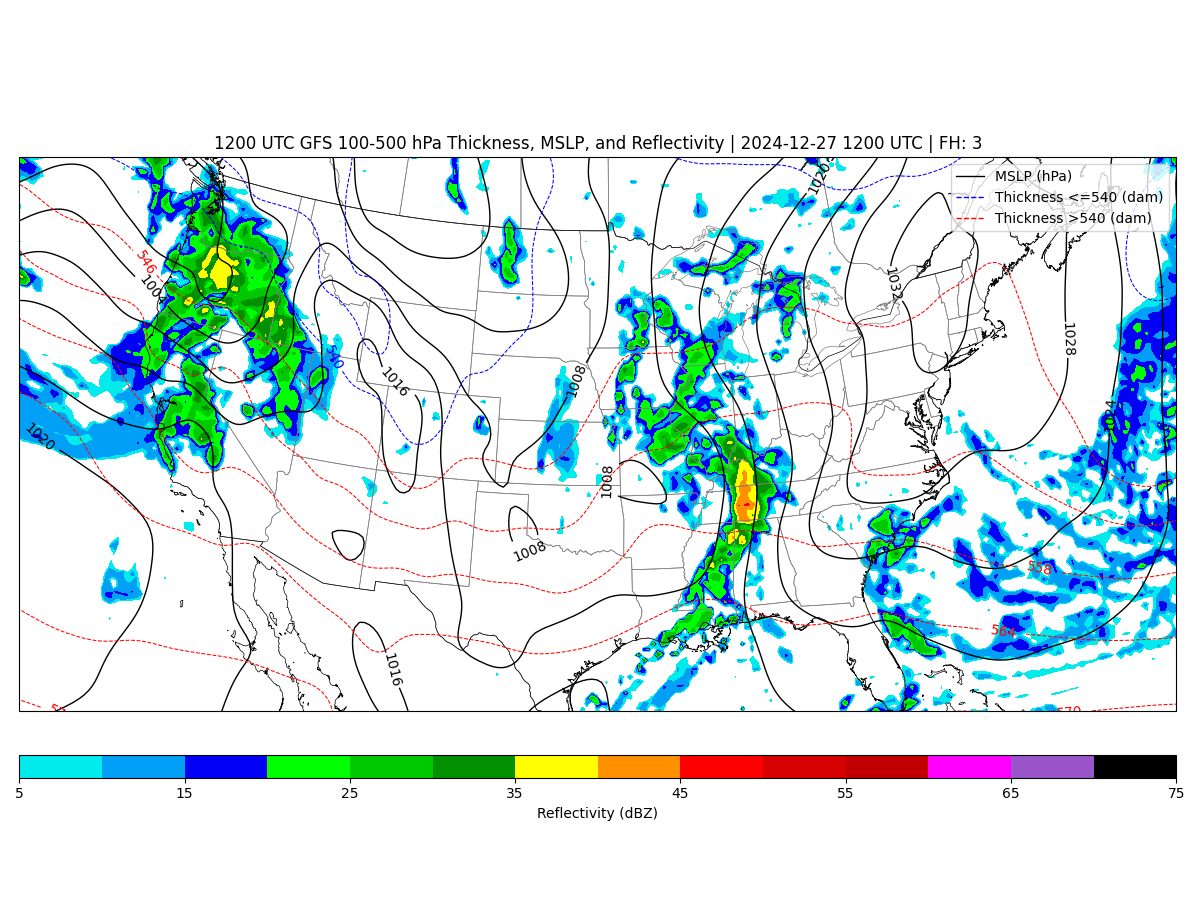 1200 UTC GFS 100-500 hPa Thickness, MSLP, and Reflectivity | 2024-12-27 1200 UTC | FH: 3
MSLP (hPa)
Thickness <=540 (dam)
Thickness >540 (dam)
1020
546
1004
1032
1028
540
1016
1008
1024
1020
1008
1008
558
564
1016
570
5 15 25 35 45 55 65 75
Reflectivity (dBZ)